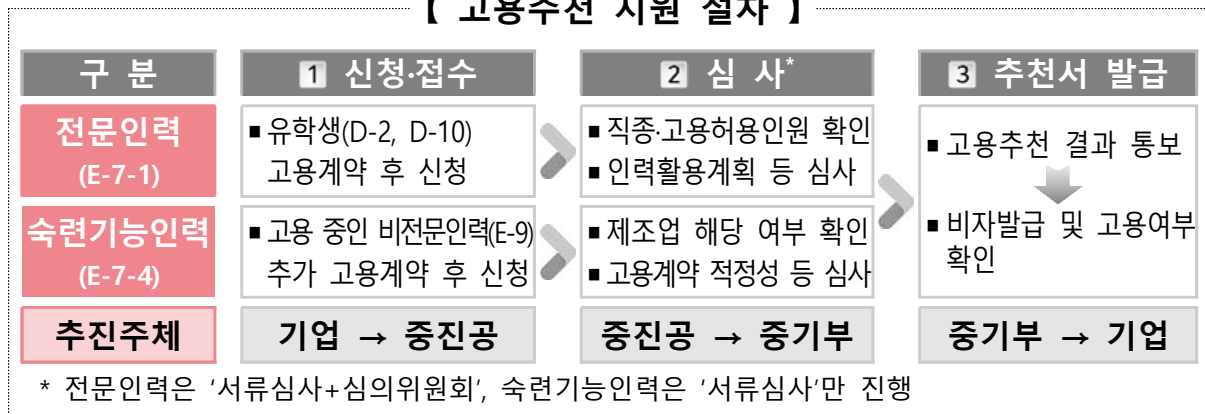 【 고용추천 지원 절차 】
구 분
1 신청·접수
2 심 사*
3 추천서 발급
전문인력
(E-7-1)
▪ 유학생(D-2, D-10)
고용계약 후 신청
▪ 직종·고용허용인원 확인
▪ 인력활용계획 등 심사
▪ 고용추천 결과 통보
▪ 비자발급 및 고용여부
확인
숙련기능인력
(E-7-4)
▪ 고용 중인 비전문인력(E-9)
추가 고용계약 후 신청
▪ 제조업 해당 여부 확인
▪ 고용계약 적정성 등 심사
추진주체
기업 → 중진공
중진공 → 중기부
중기부 → 기업
* 전문인력은 '서류심사+심의위원회', 숙련기능인력은 '서류심사'만 진행